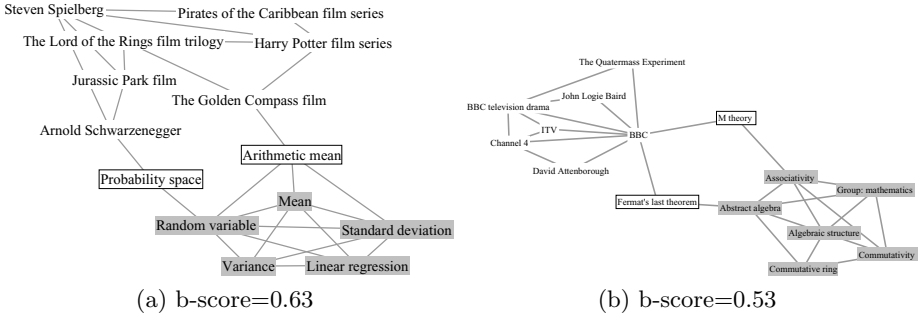 Steven Spielberg
Pirates of the Caribbean film series
The Lord of the Rings film trilogy
Harry Potter film series
Jurassic Park film
The Golden Compass film
Arnold Schwarzenegger
Arithmetic mean
Probability space
Mean
Random variable
Standard deviation
Variance
Linear regression
(a) b-score=0.63
The Quatermass Experiment
John Logie Baird
BBC television drama
ITV
BBC
M theory
Channel 4
David Attenborough
Associativity
Group: mathematics
Fermat's last theorem
Abstract algebra
Algebraic structure
Commutativity
Commutative ring
(b) b-score=0.53